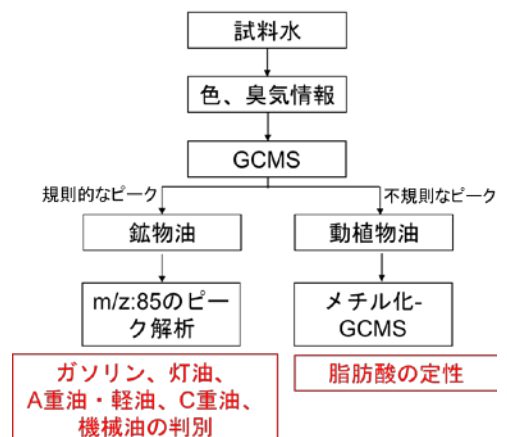 試料水
色、臭気情報
GCMS
規則的なピーク
不規則なピーク
鉱物油
動植物油
m/z:85のピー
ク解析
メチル化-
GCMS
ガソリン、灯油、
A重油・軽油、C重油、
機械油の判別
脂肪酸の定性